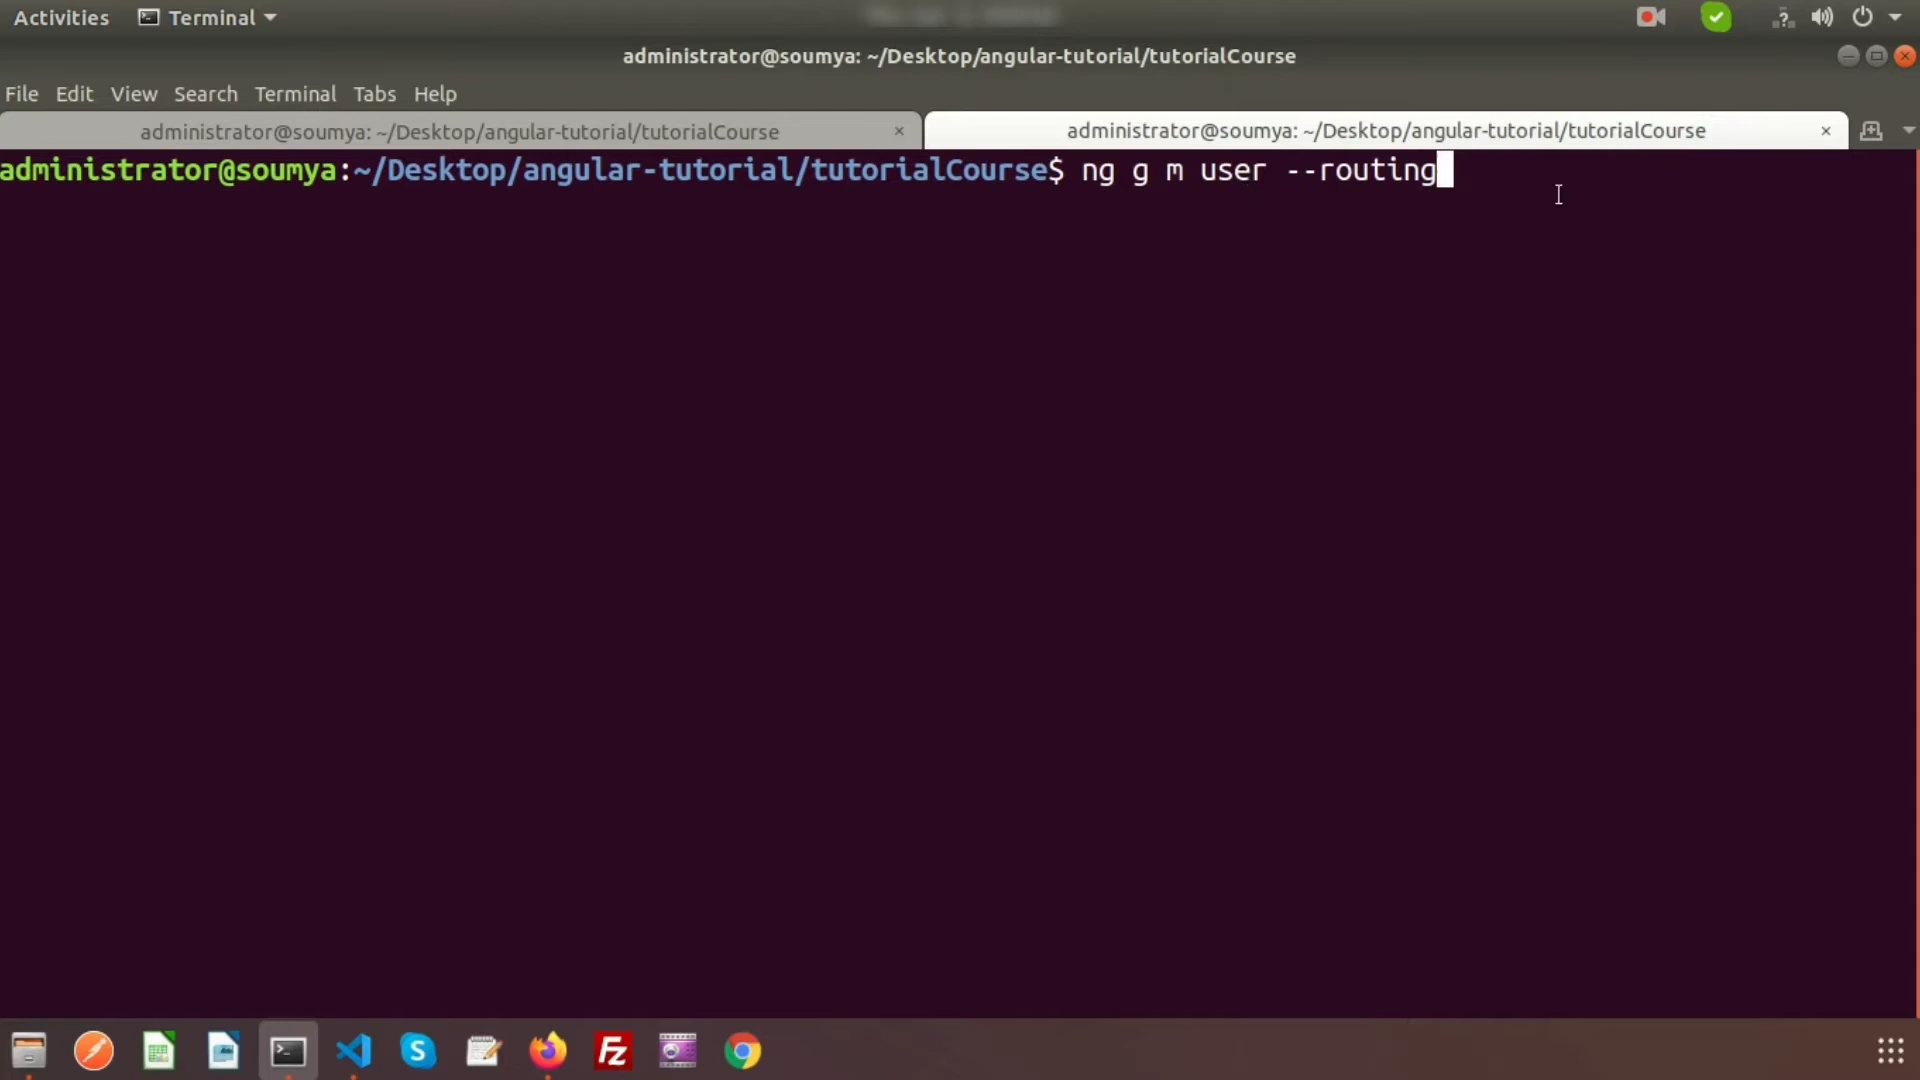 Activities Terminal
administrator@soumya: ~/Desktop/angular-tutorial/tutorialCourse
File Edit View Search Terminal Tabs Help
administrator@soumya: ~/Desktop/angular-tutorial/tutorialCourse × administrator@soumya: ~/Desktop/angular-tutorial/tutorialCourse ×
administrator@soumya:~/Desktop/angular-tutorial/tutorialCourse$ ng g m user --routing